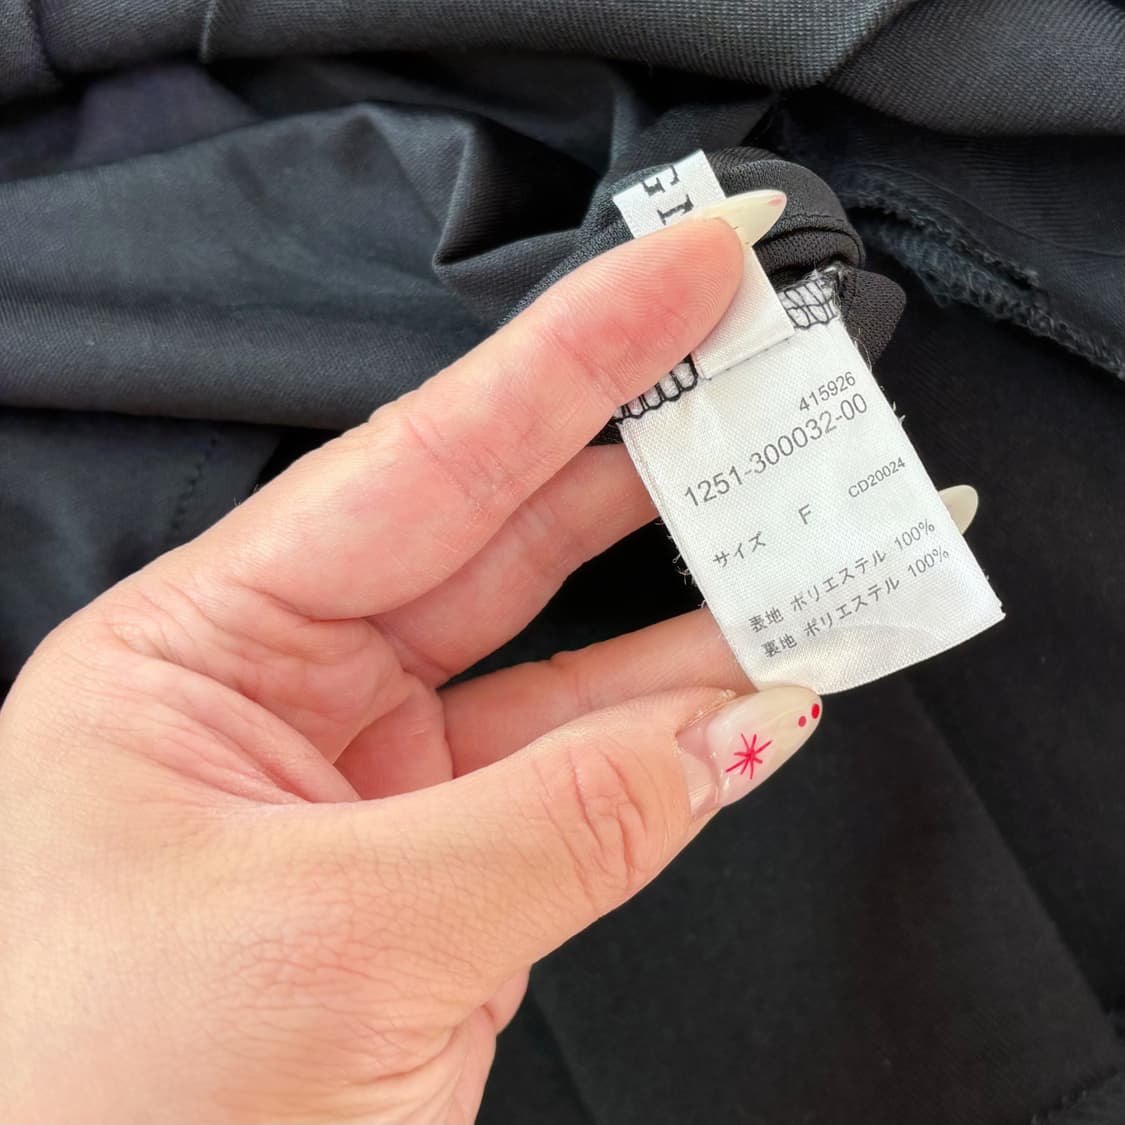 415926
1251-300032-00
サイズ F CD20024
表地 ポリエステル 100%
裏地 ポリエステル 100%